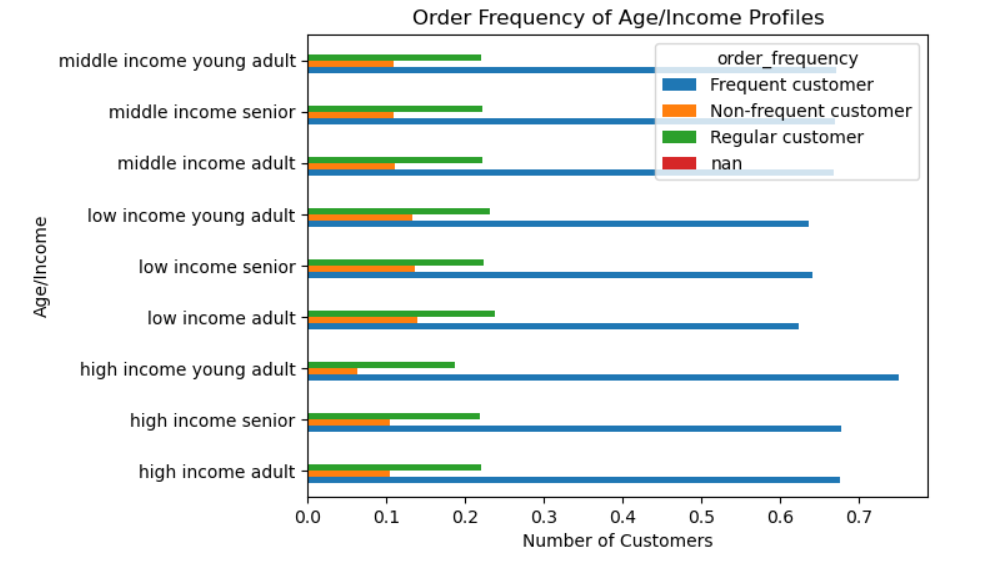 Order Frequency of Age/Income Profiles
order_frequency
Frequent customer
Non-frequent customer
Regular customer
nan
Age/Income
middle income young adult
middle income senior
middle income adult
low income young adult
low income senior
low income adult
high income young adult
high income senior
high income adult
0.0 0.1 0.2 0.3 0.4 0.5 0.6 0.7
Number of Customers